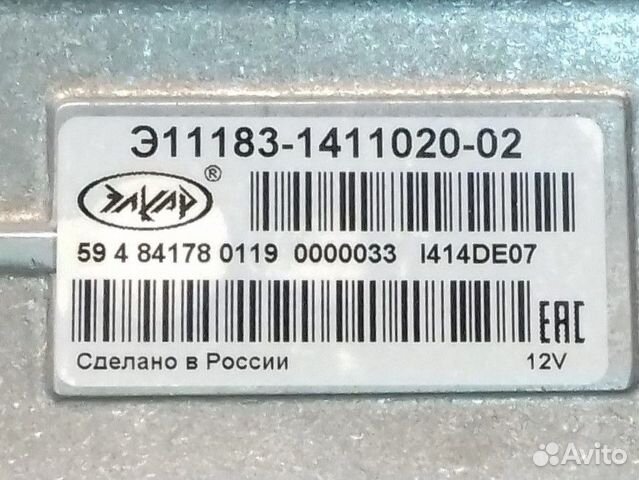 Э11183-1411020-02
ЭЛКАР ®
59 4 84178 0119 0000033 I414DE07
EAC
Сделано в России 12V
Avito